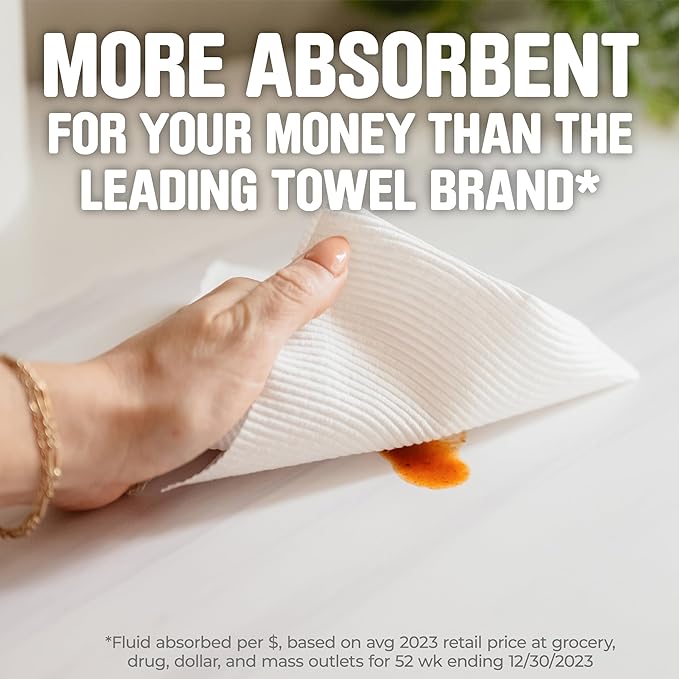 MORE ABSORBENT
FOR YOUR MONEY THAN THE
LEADING TOWEL BRAND*
*Fluid absorbed per $, based on avg 2023 retail price at grocery,
drug, dollar, and mass outlets for 52 wk ending 12/30/2023